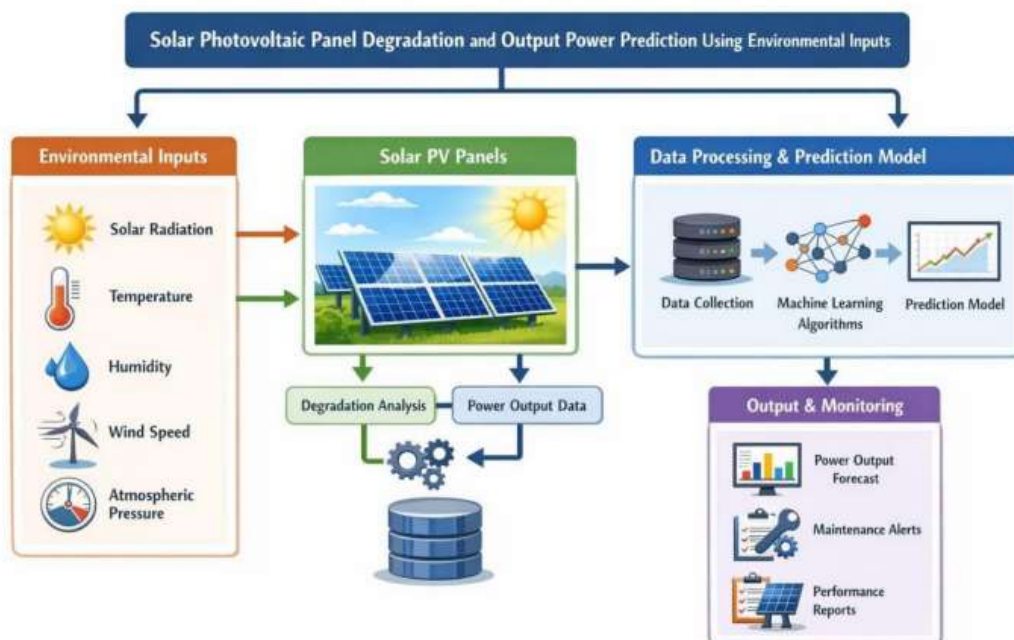 Solar Photovoltaic Panel Degradation and Output Power Prediction Using Environmental Inputs
Environmental Inputs
Solar Radiation
Temperature
Humidity
Wind Speed
Atmospheric
Pressure
Solar PV Panels
Degradation Analysis
Power Output Data
Data Processing & Prediction Model
Data Collection
Machine Learning
Algorithms
Prediction Model
Output & Monitoring
Power Output
Forecast
Maintenance Alerts
Performance
Reports